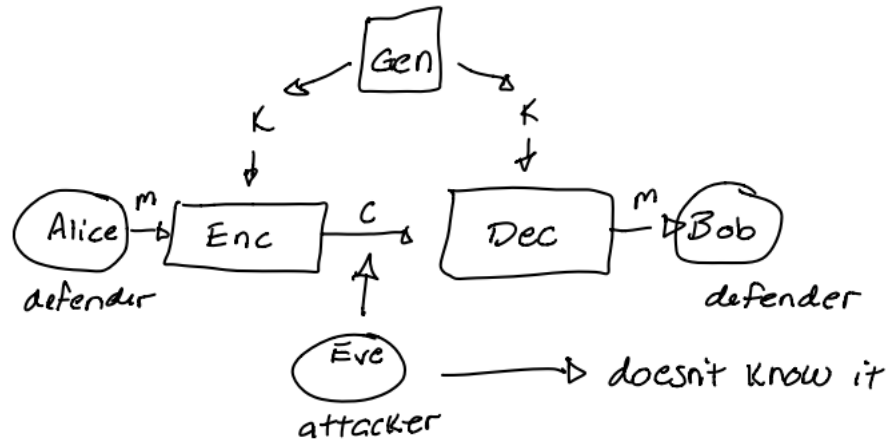 Gen
K K
m Alice Enc C Dec m Bob
defender defender
Eve doesn't know it
attacker